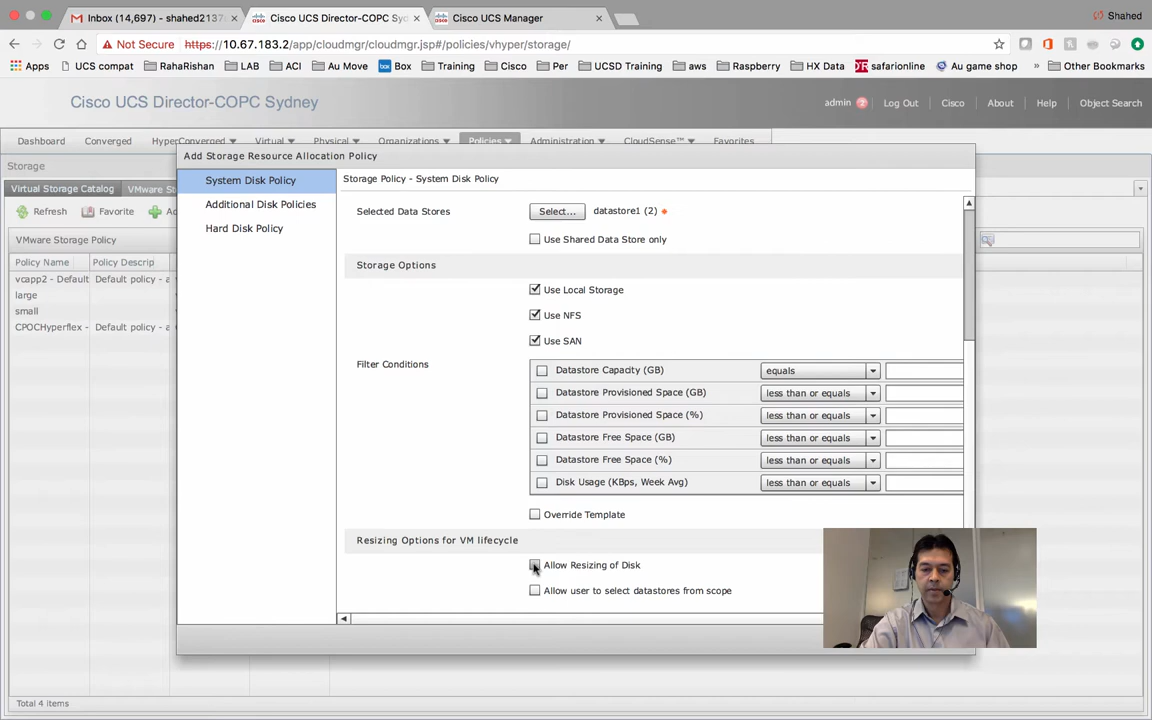 Inbox (14,697) - shahed2137
Cisco UCS Director-COPC Syd
Cisco UCS Manager
Shahed
Not Secure https://10.67.183.2/app/cloudmgr/cloudmgr.jsp#/policies/vhyper/storage/
Apps UCS compat RahaRishan LAB ACI Au Move Box Training Cisco Per UCSD Training aws Raspberry HX Data safarionline Au game shop » Other Bookmarks
Cisco UCS Director-COPC Sydney
admin 2 Log Out Cisco About Help Object Search
Dashboard Converged HyperConverged Virtual Physical Organizations Policies Administration CloudSense™ Favorites
Storage
Add Storage Resource Allocation Policy
Virtual Storage Catalog VMware S
Refresh Favorite Ad
VMware Storage Policy
Policy Name Policy Descrip
vcapp2 - Default Default policy - a
large
small
CPOCHyperflex - Default policy - a
Total 4 items
System Disk Policy
Additional Disk Policies
Hard Disk Policy
Storage Policy - System Disk Policy
Selected Data Stores Select... datastore1 (2)
Use Shared Data Store only
Storage Options
Use Local Storage
Use NFS
Use SAN
Filter Conditions
Datastore Capacity (GB) equals
Datastore Provisioned Space (GB) less than or equals
Datastore Provisioned Space (%) less than or equals
Datastore Free Space (GB) less than or equals
Datastore Free Space (%) less than or equals
Disk Usage (KBps, Week Avg) less than or equals
Override Template
Resizing Options for VM lifecycle
Allow Resizing of Disk
Allow user to select datastores from scope